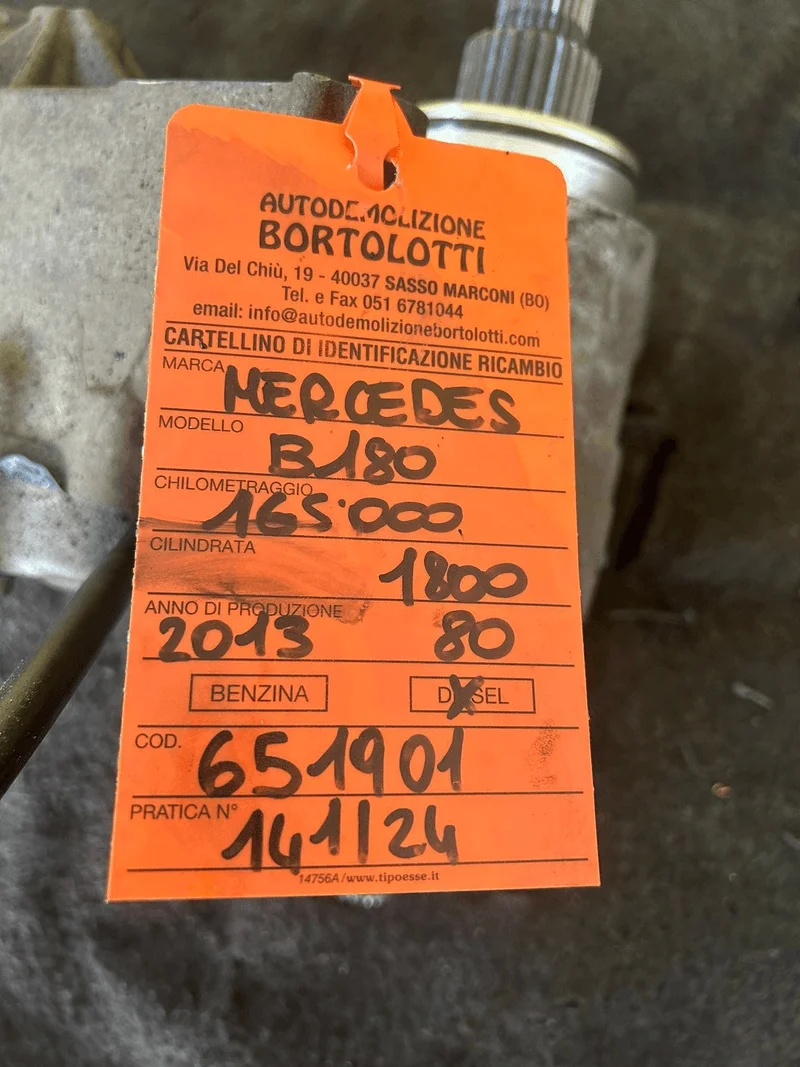 AUTODEMOLIZIONE
BORTOLOTTI
Via Del Chiù, 19 - 40037 SASSO MARCONI (BO)
Tel. e Fax 051 6781044
email: info@autodemolizionebortolotti.com
CARTELLINO DI IDENTIFICAZIONE RICAMBIO
MARCA MERCEDES
MODELLO B180
CHILOMETRAGGIO 165.000
CILINDRATA 1800
ANNO DI PRODUZIONE
2013 80
BENZINA DIESEL
COD. 651901
PRATICA N° 141/24
14756A/www.tipoesse.it